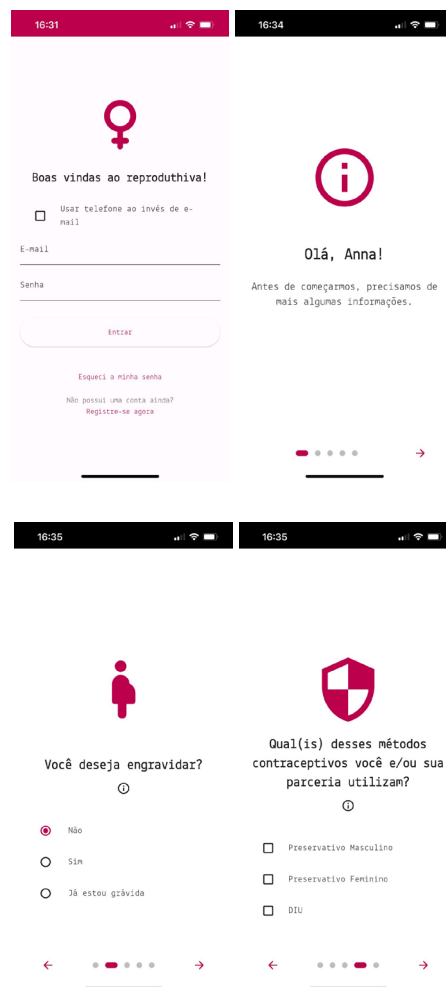 16:31
Boas vindas ao reproduthiva!
Usar telefone ao invés de e-
mail
E-mail
Senha
Entrar
Esqueci a minha senha
Não possui uma conta ainda?
Registre-se agora
16:34
Olá, Anna!
Antes de começarmos, precisamos de
mais algumas informações.
16:35
Você deseja engravidar?
Não
Sim
Já estou grávida
16:35
Qual(is) desses métodos
contraceptivos você e/ou sua
parceria utilizam?
Preservativo Masculino
Preservativo Feminino
DIU